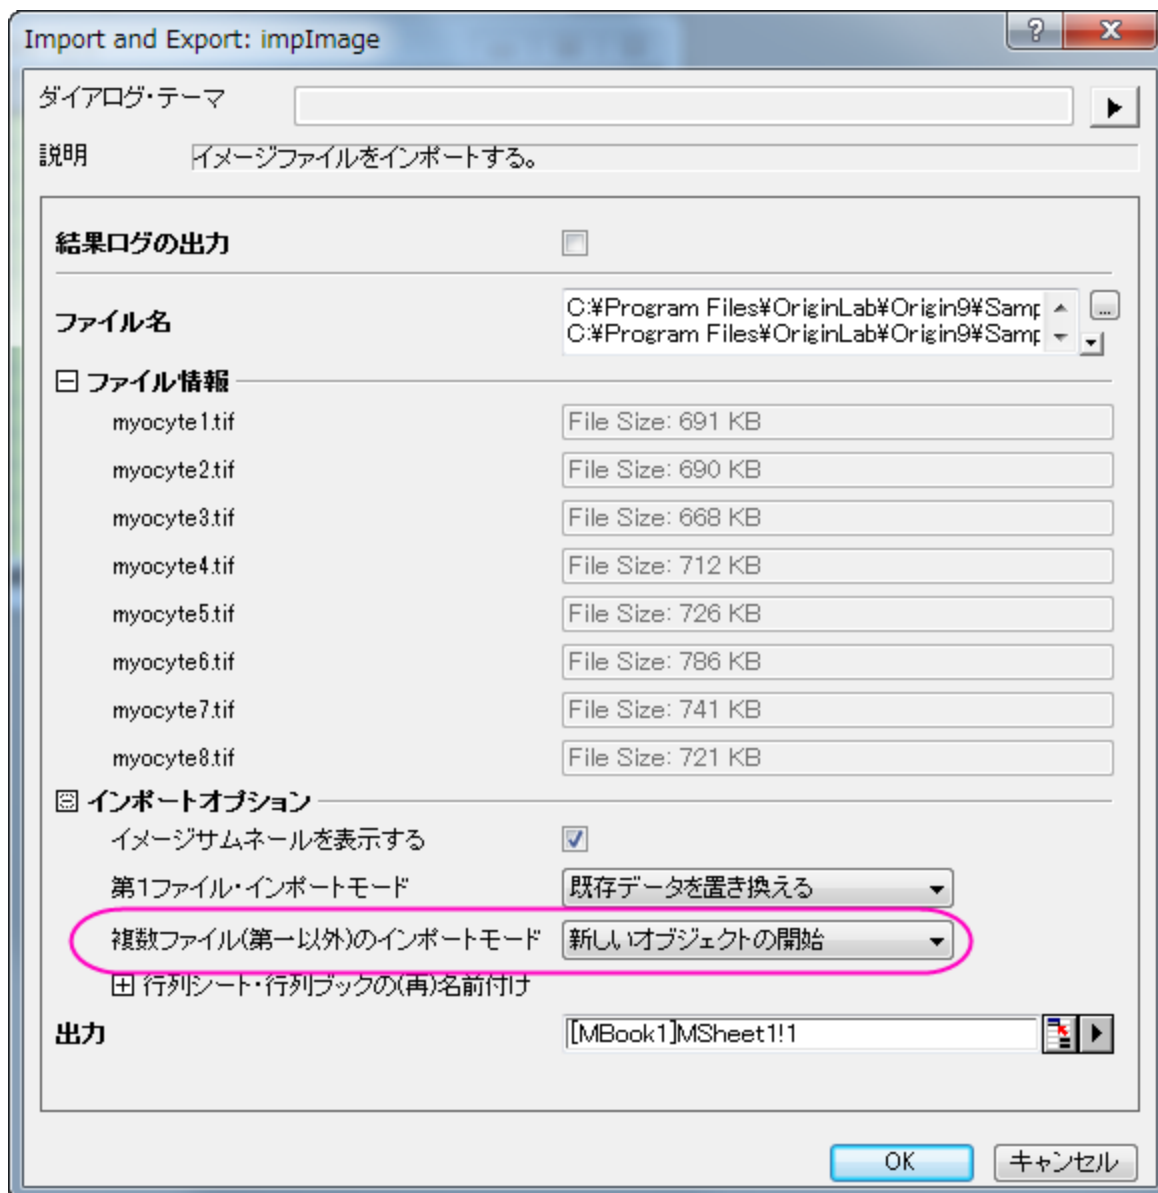 Import and Export: impImage
ダイアログ・テーマ
説明 イメージファイルをインポートする。
結果ログの出力
ファイル名 C:¥Program Files¥OriginLab¥Origin9¥Samp
C:¥Program Files¥OriginLab¥Origin9¥Samp
ファイル情報
myocyte1.tif File Size: 691 KB
myocyte2.tif File Size: 690 KB
myocyte3.tif File Size: 668 KB
myocyte4.tif File Size: 712 KB
myocyte5.tif File Size: 726 KB
myocyte6.tif File Size: 786 KB
myocyte7.tif File Size: 741 KB
myocyte8.tif File Size: 721 KB
インポートオプション
イメージサムネールを表示する
第1ファイル・インポートモード 既存データを置き換える
複数ファイル(第一以外)のインポートモード 新しいオブジェクトの開始
行列シート・行列ブックの(再)名前付け
出力 [MBook1]MSheet1!1
OK キャンセル